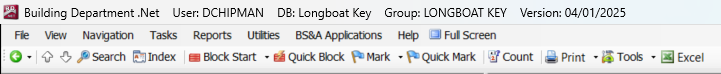 Building Department .Net User: DCHIPMAN DB: Longboat Key Group: LONGBOAT KEY Version: 04/01/2025
File View Navigation Tasks Reports Utilities BS&A Applications Help Full Screen
Search Index Block Start Quick Block Mark Quick Mark Count Print Tools Excel